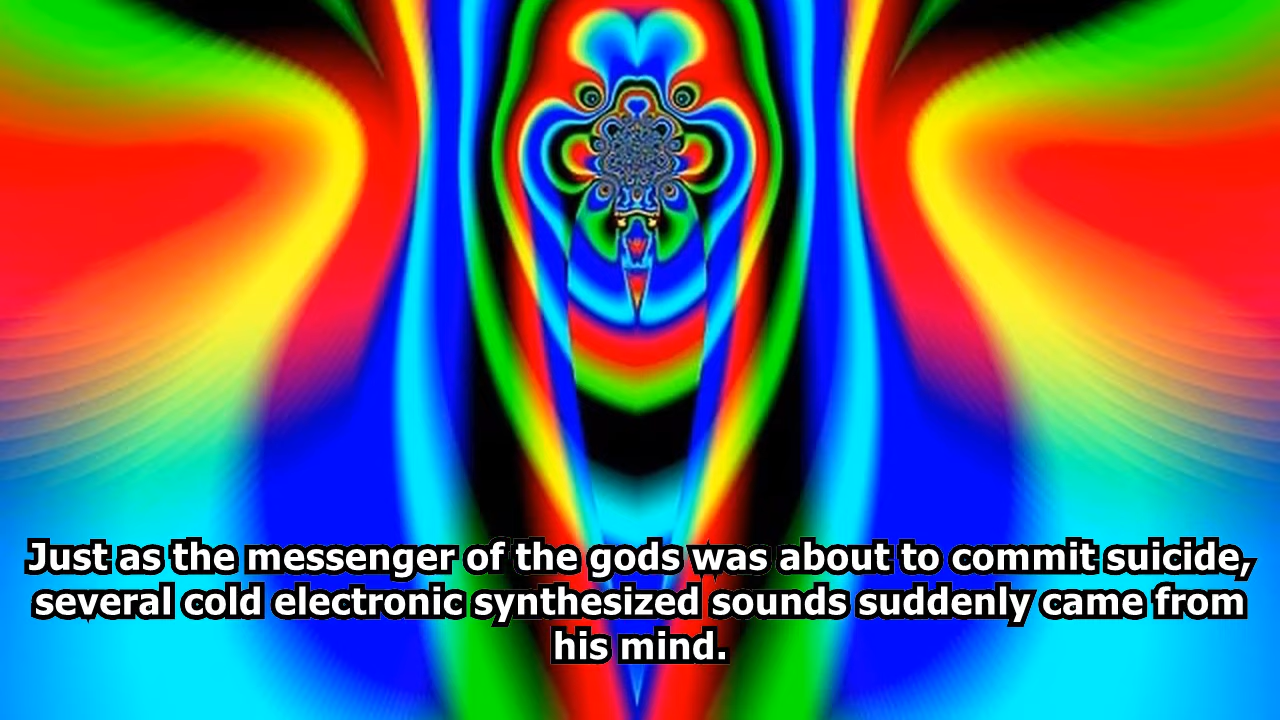 Just as the messenger of the gods was about to commit suicide,
several cold electronic synthesized sounds suddenly came from
his mind.